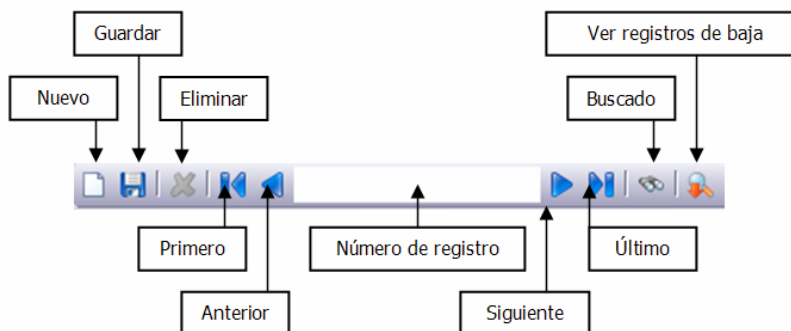 Guardar
Ver registros de baja
Nuevo
Eliminar
Buscado
Primero
Número de registro
Último
Anterior
Siguiente